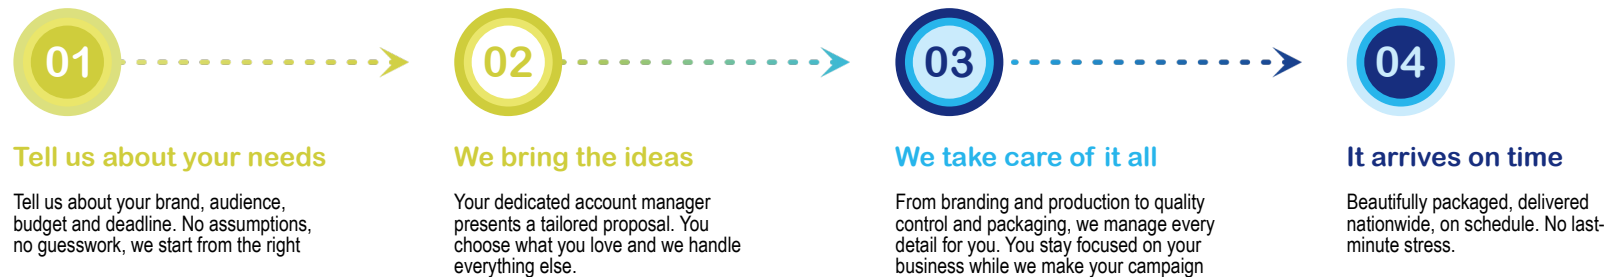 01
Tell us about your needs
Tell us about your brand, audience,
budget and deadline. No assumptions,
no guesswork, we start from the right
02
We bring the ideas
Your dedicated account manager
presents a tailored proposal. You
choose what you love and we handle
everything else.
03
We take care of it all
From branding and production to quality
control and packaging, we manage every
detail for you. You stay focused on your
business while we make your campaign
04
It arrives on time
Beautifully packaged, delivered
nationwide, on schedule. No last-
minute stress.